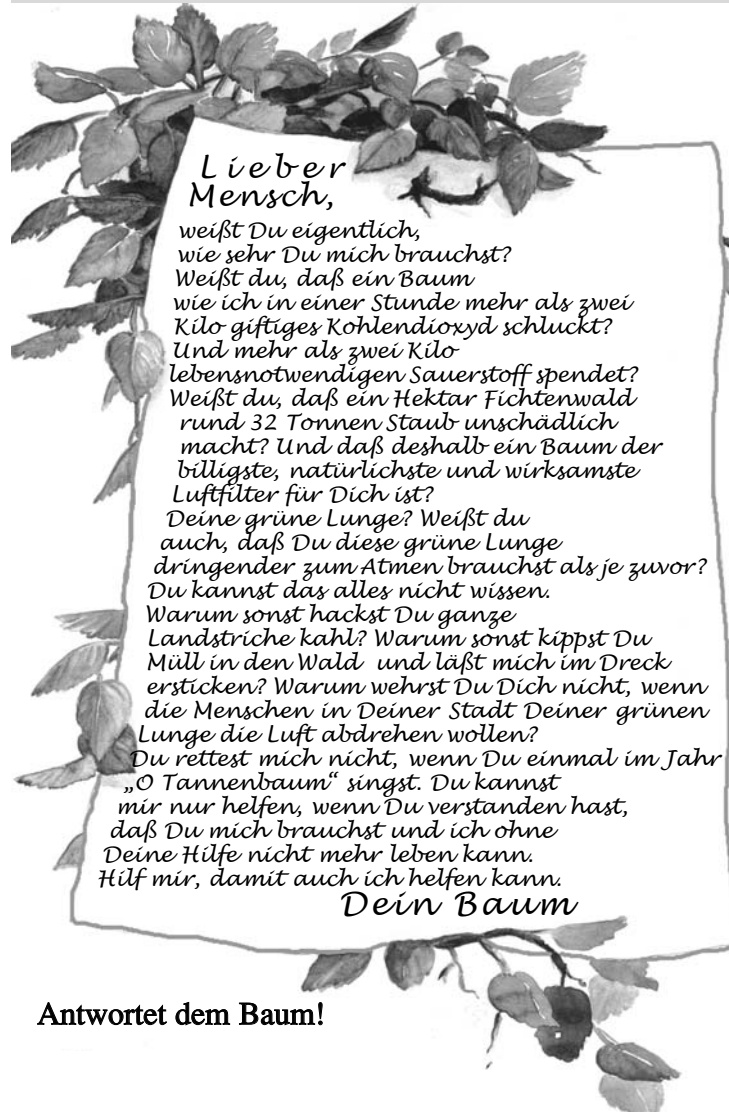 Lieber
Mensch,
weißt Du eigentlich,
wie sehr Du mich brauchst?
Weißt du, daß ein Baum
wie ich in einer Stunde mehr als zwei
Kilo giftiges Kohlendioxyd schluckt?
Und mehr als zwei Kilo
lebensnotwendigen Sauerstoff spendet?
Weißt du, daß ein Hektar Fichtenwald
rund 32 Tonnen Staub unschädlich
macht? Und daß deshalb ein Baum der
billigste, natürlichste und wirksamste
Luftfilter für Dich ist?
Deine grüne Lunge? Weißt du
auch, daß Du diese grüne Lunge
dringender zum Atmen brauchst als je zuvor?
Du kannst das alles nicht wissen.
Warum sonst hackst Du ganze
Landstriche kahl? Warum sonst kippst Du
Müll in den Wald und läßt mich im Dreck
ersticken? Warum wehrst Du Dich nicht, wenn
die Menschen in Deiner Stadt Deiner grünen
Lunge die Luft abdrehen wollen?
Du rettest mich nicht, wenn Du einmal im Jahr
„O Tannenbaum“ singst. Du kannst
mir nur helfen, wenn Du verstanden hast,
daß Du mich brauchst und ich ohne
Deine Hilfe nicht mehr leben kann.
Hilf mir, damit auch ich helfen kann.
Dein Baum
Antwortet dem Baum!